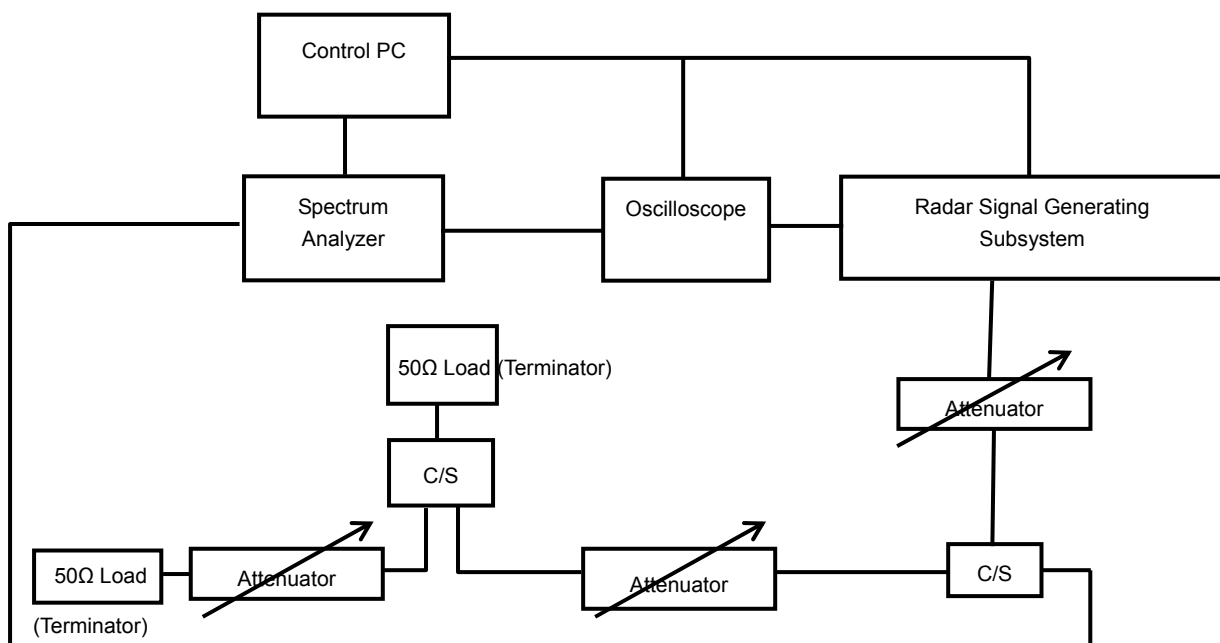 Control PC
Spectrum
Analyzer
Oscilloscope
Radar Signal Generating
Subsystem
50Ω Load (Terminator)
Attenuator
C/S
50Ω Load
(Terminator)
Attenuator
Attenuator
C/S